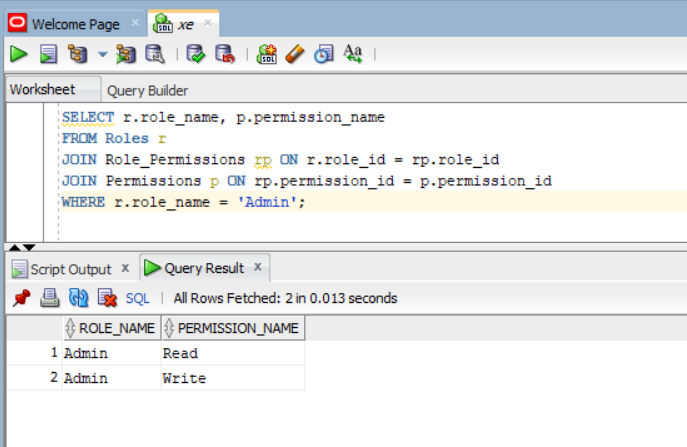 Welcome Page × xe ×
Worksheet Query Builder
SELECT r.role_name, p.permission_name
FROM Roles r
JOIN Role_Permissions rp ON r.role_id = rp.role_id
JOIN Permissions p ON rp.permission_id = p.permission_id
WHERE r.role_name = 'Admin';
Script Output × Query Result ×
SQL | All Rows Fetched: 2 in 0.013 seconds
ROLE_NAME PERMISSION_NAME
1 Admin Read
2 Admin Write